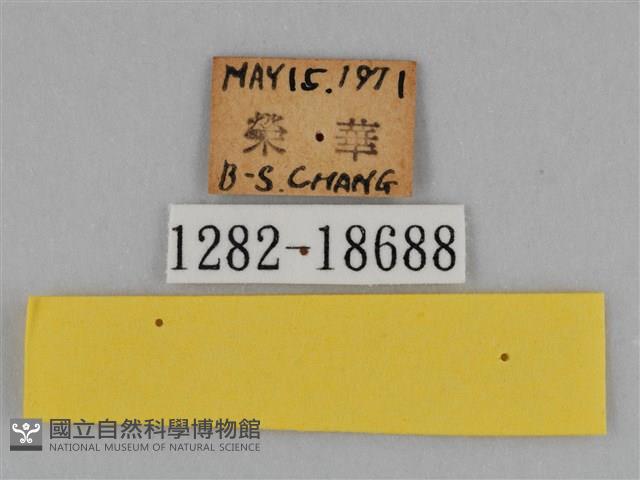 MAY 15. 1971
榮 華
B-S. CHANG
1282-18688
國立自然科學博物館
NATIONAL MUSEUM OF NATURAL SCIENCE